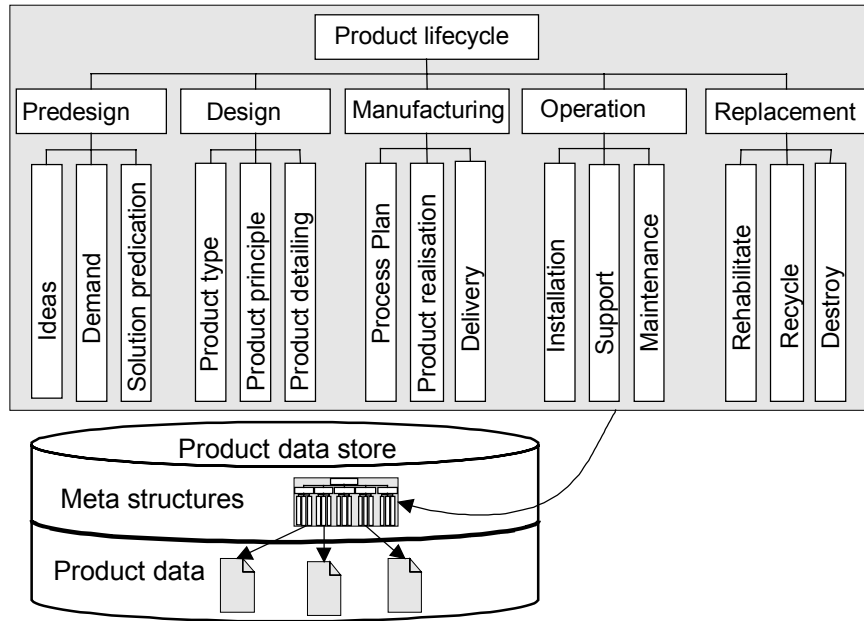 Product lifecycle
Predesign
Design
Manufacturing
Operation
Replacement
Ideas
Demand
Solution predication
Product type
Product principle
Product detailing
Process Plan
Product realisation
Delivery
Installation
Support
Maintenance
Rehabilitate
Recycle
Destroy
Product data store
Meta structures
Product data